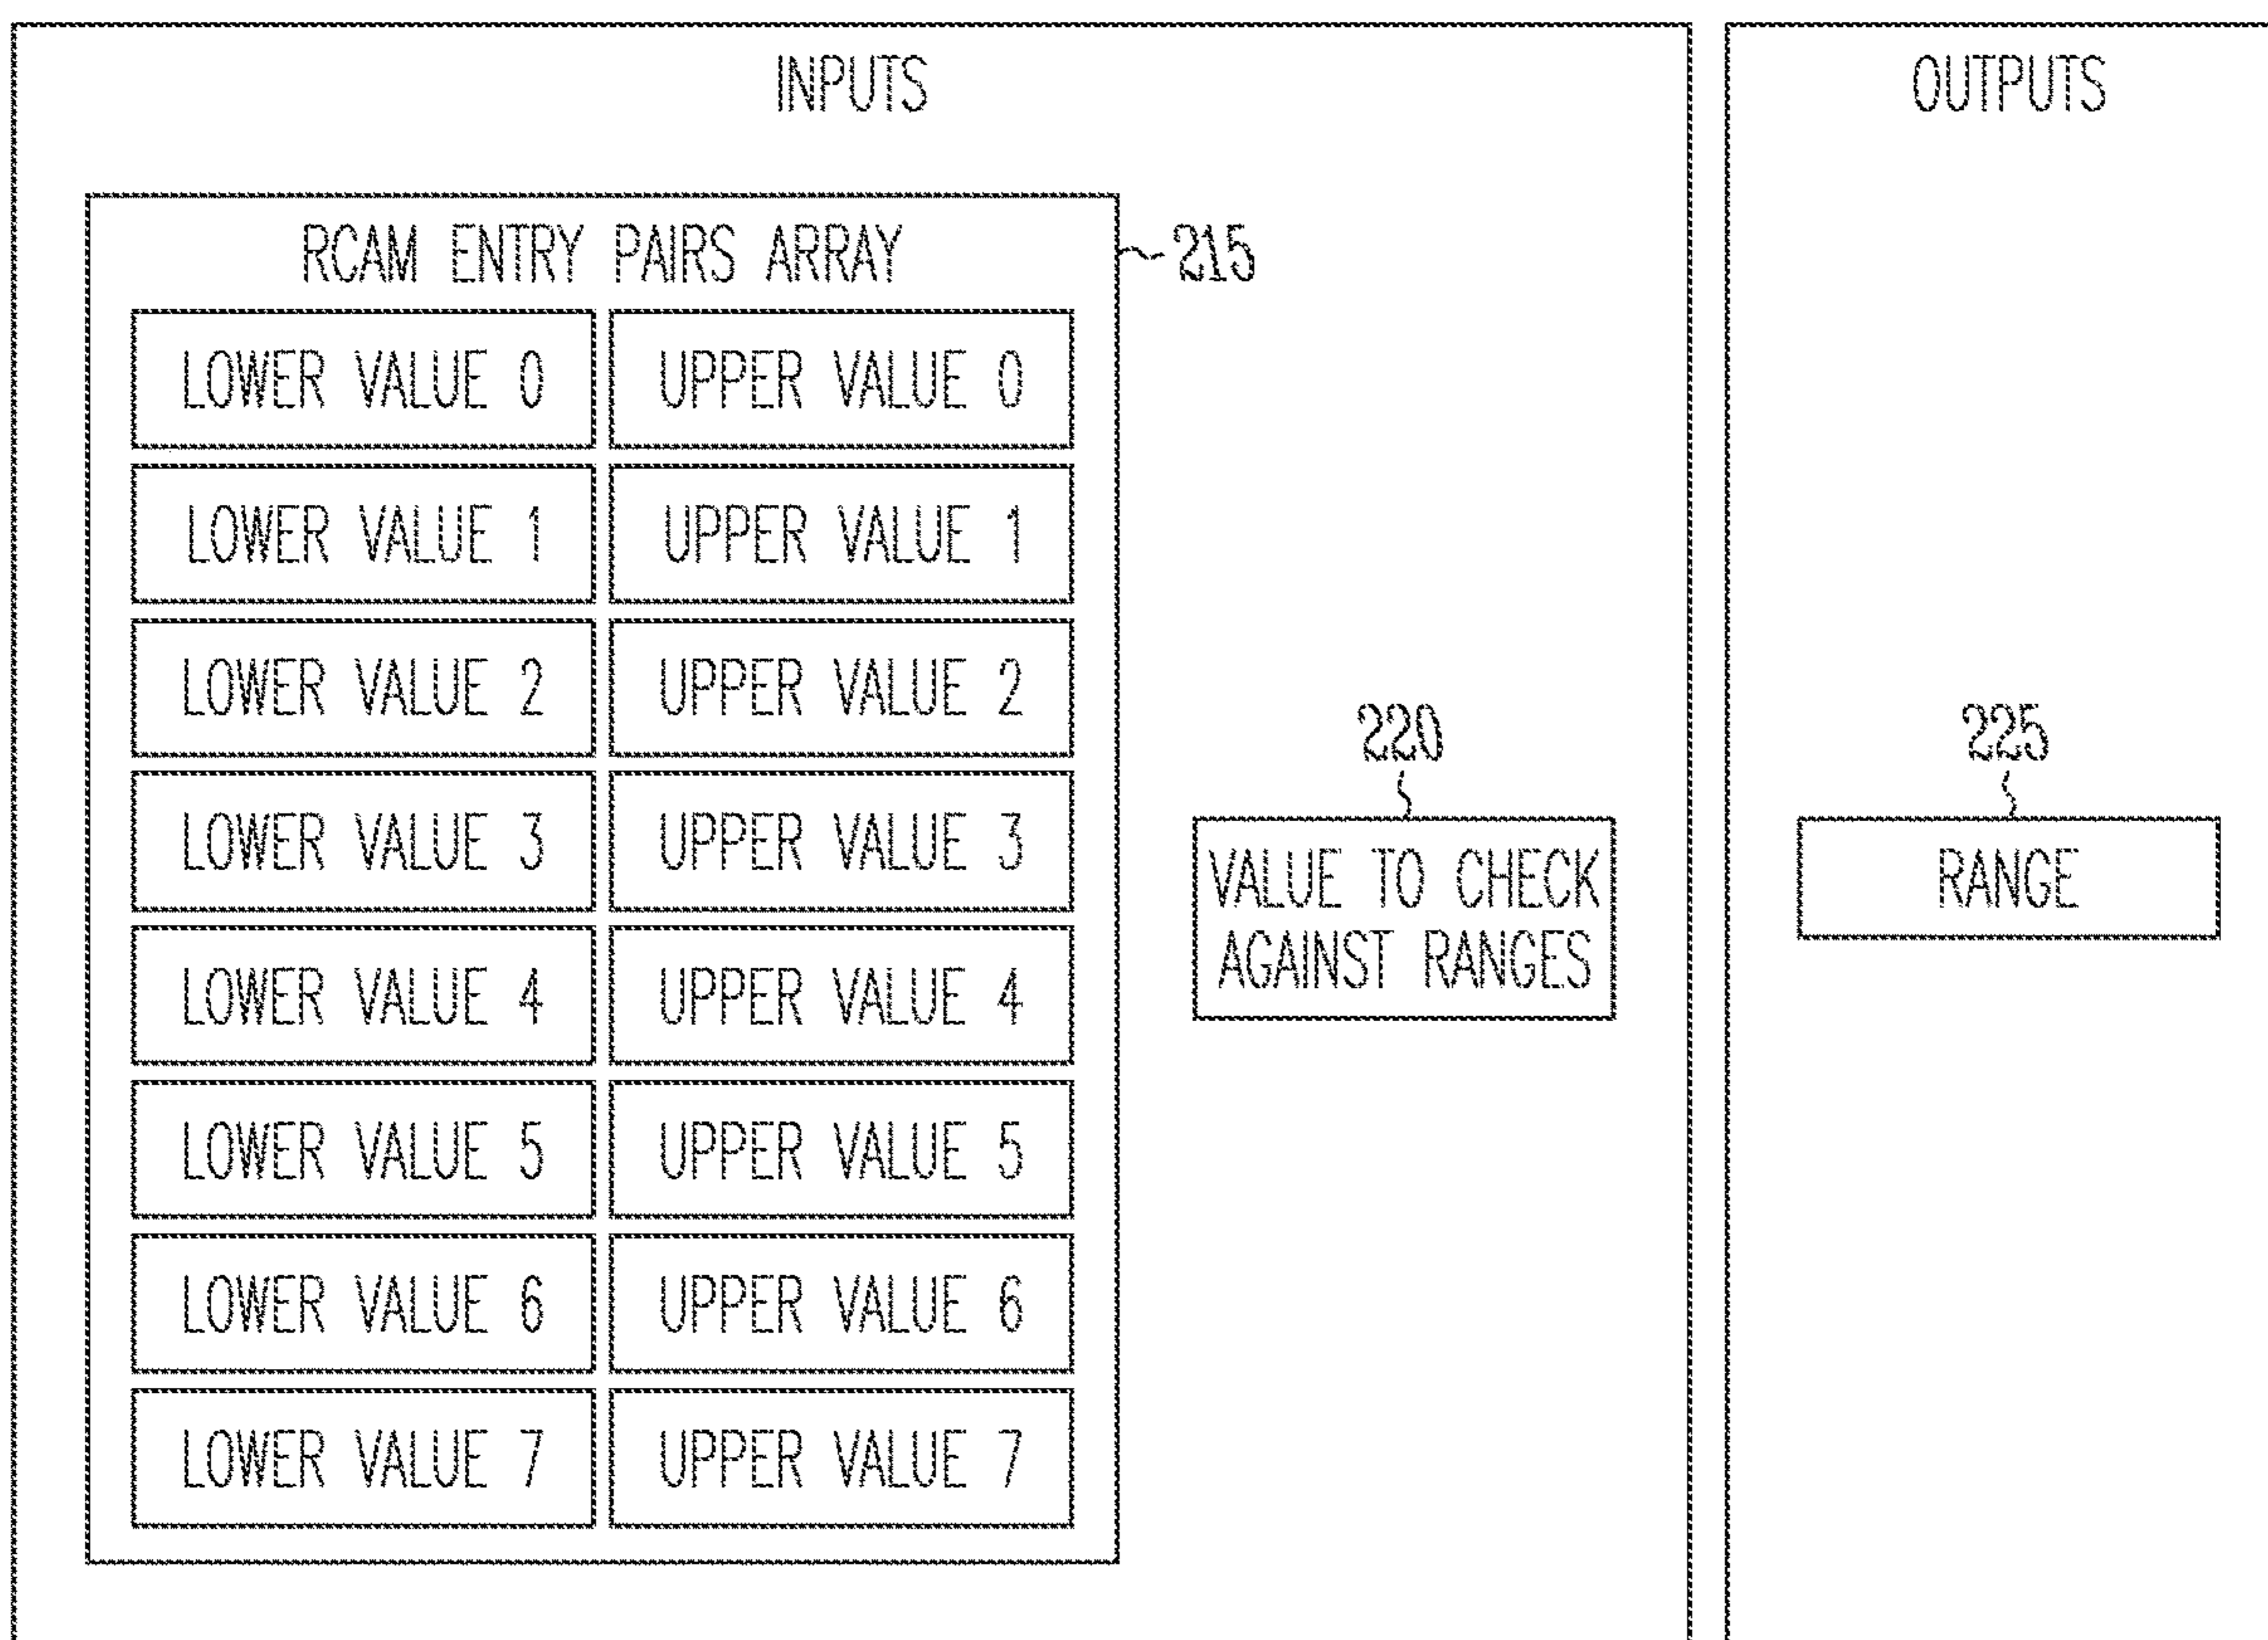 INPUTS
RCAM ENTRY PAIRS ARRAY
215
LOWER VALUE 0
UPPER VALUE 0
LOWER VALUE 1
UPPER VALUE 1
LOWER VALUE 2
UPPER VALUE 2
LOWER VALUE 3
UPPER VALUE 3
LOWER VALUE 4
UPPER VALUE 4
LOWER VALUE 5
UPPER VALUE 5
LOWER VALUE 6
UPPER VALUE 6
LOWER VALUE 7
UPPER VALUE 7
220
VALUE TO CHECK
AGAINST RANGES
OUTPUTS
225
RANGE